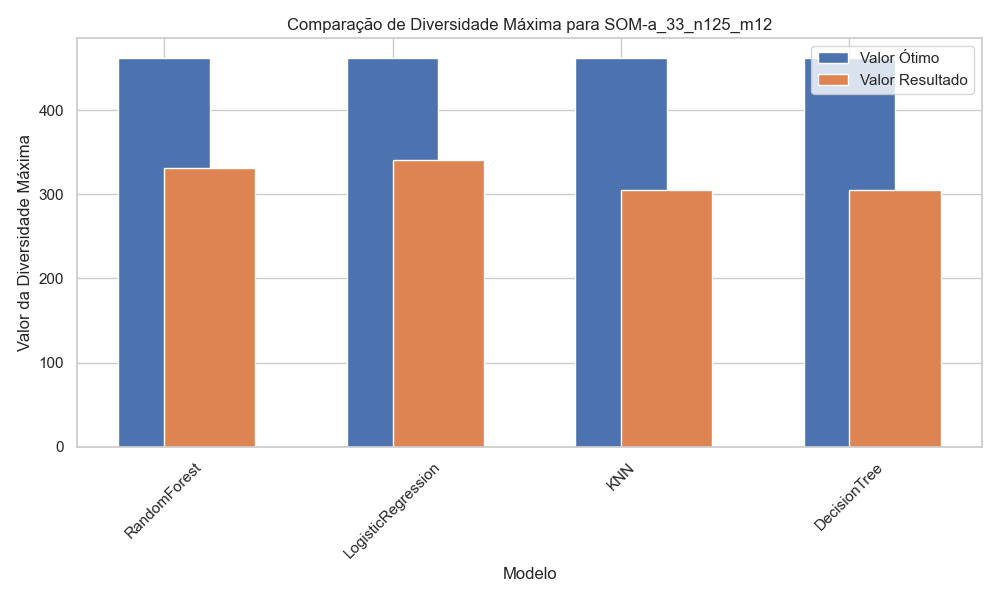 Comparação de Diversidade Máxima para SOM-a_33_n125_m12
Valor Ótimo
Valor Resultado
Valor da Diversidade Máxima
400
300
200
100
0
RandomForest
LogisticRegression
KNN
DecisionTree
Modelo